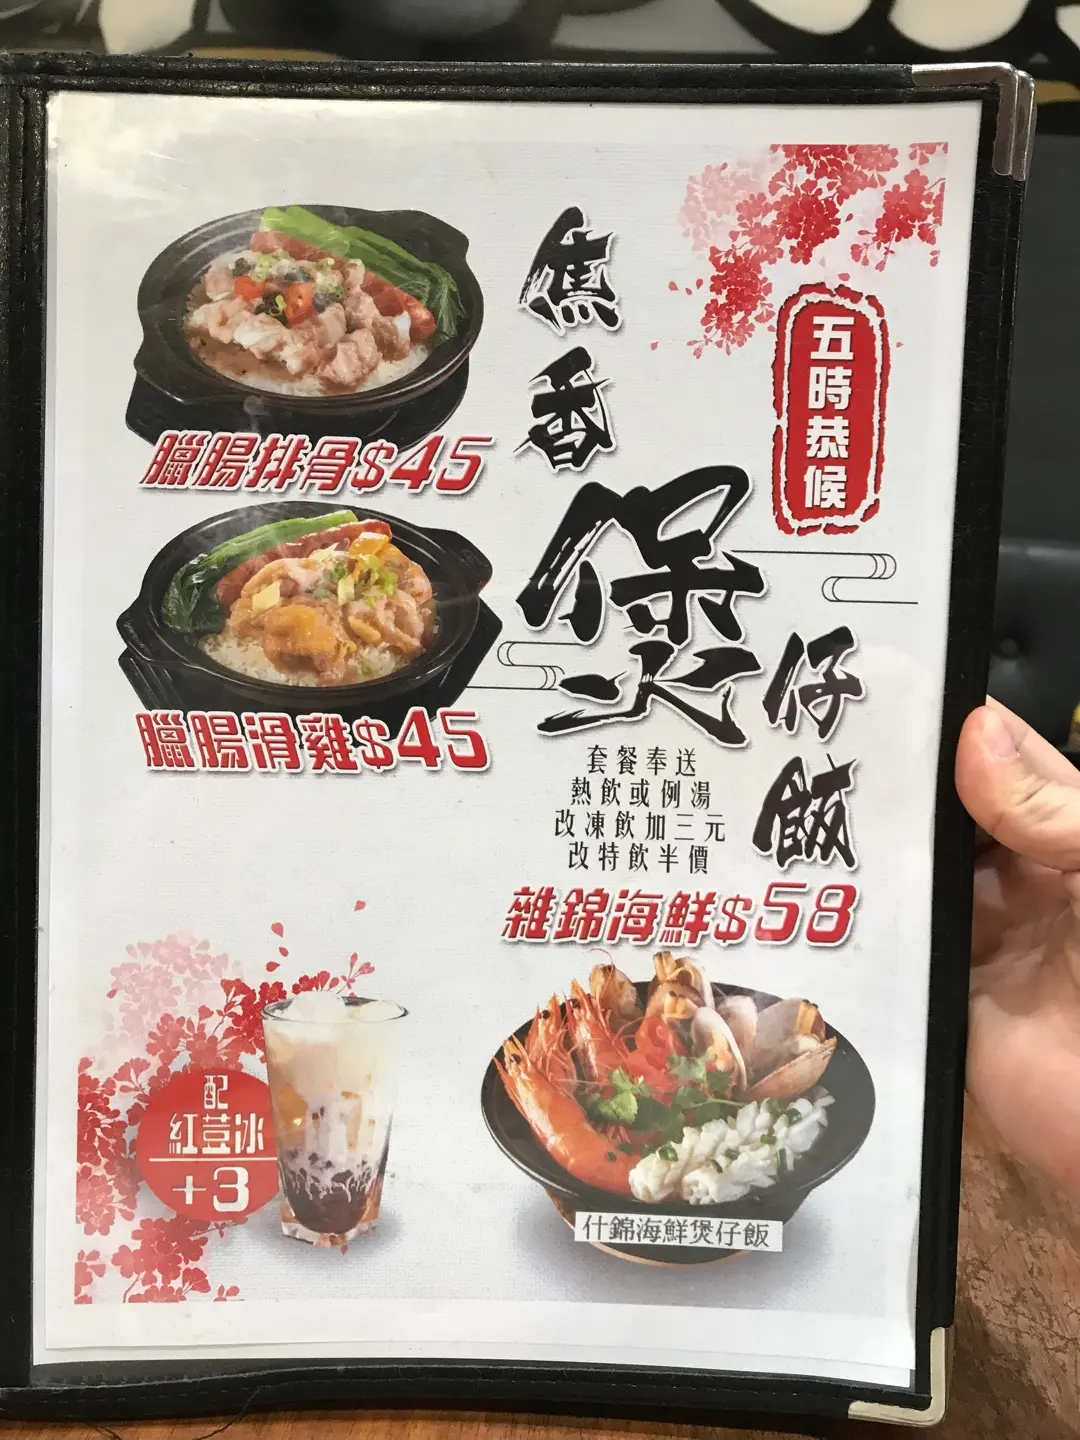 焦香煲仔飯
五時恭候
臘腸排骨$45
臘腸滑雞$45
套餐奉送
熱飲或例湯
改凍飲加三元
改特飲半價
雜錦海鮮$58
配
紅荳冰
+3
什錦海鮮煲仔飯